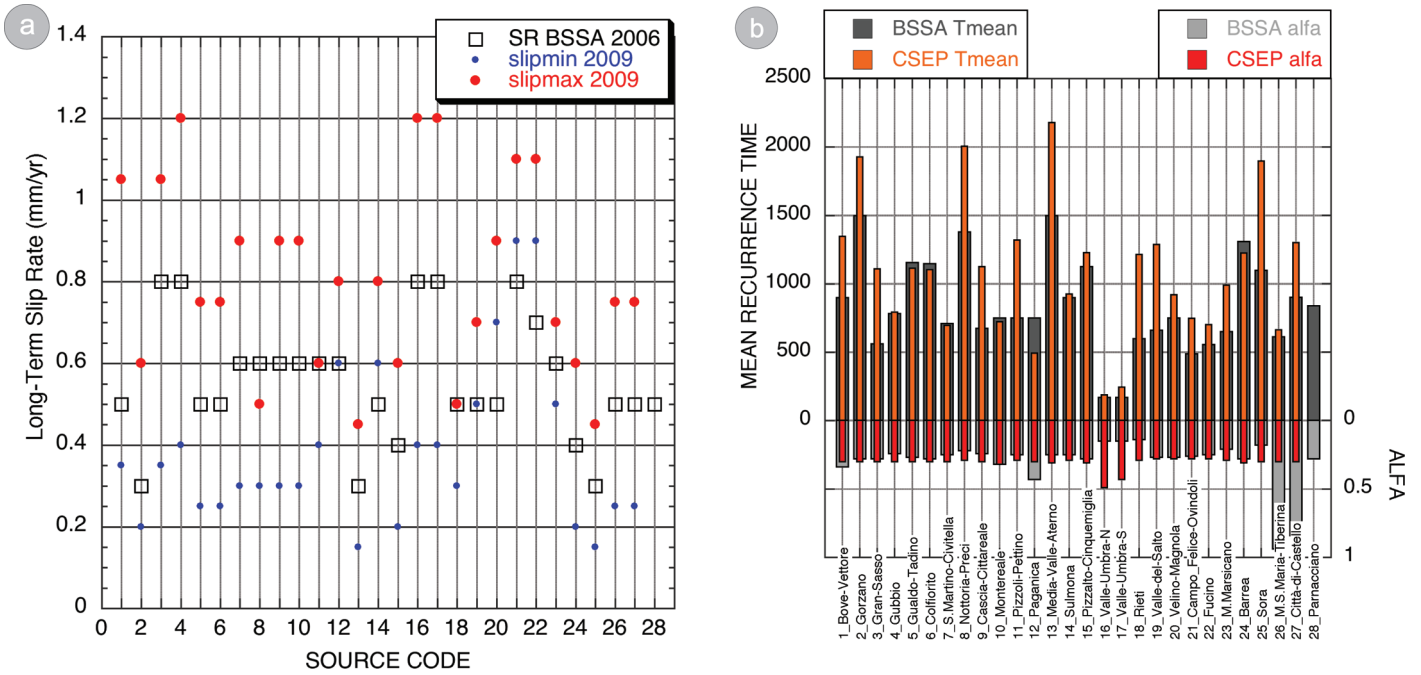 a
SR BSSA 2006
slipmin 2009
slipmax 2009
Long-Term Slip Rate (mm/yr)
1.4
1.2
1
0.8
0.6
0.4
0.2
0
0 2 4 6 8 10 12 14 16 18 20 22 24 26 28
SOURCE CODE
b
BSSA Tmean
CSEP Tmean
BSSA alfa
CSEP alfa
MEAN RECURRENCE TIME
2500
2000
1500
1000
500
0
0
0.5
1
ALFA
1_Bove-Vettore
2_Gorzano
3_Gran-Sasso
4_Gubbio
5_Gualdo-Tadino
6_Colfiorito
7_S.Martino-Civitella
8_Nottoria-Preci
9_Cascia-Cittareale
10_Montereale
11_Pizzoli-Pettino
12_Paganica
13_Media-Valle-Aterno
14_Sulmona
15_Pizzalto-Cinquemiglia
16_Valle-Umbra-N
17_Valle-Umbra-S
18_Rieti
19_Valle-del-Salto
20_Velino-Magnola
21_Campo_Felice-Ovindoli
22_Fucino
23_M.Marsicano
24_Barrea
25_Sora
26_M.S.Maria-Tiberina
27_Città-di-Castello
28_Parnacciano